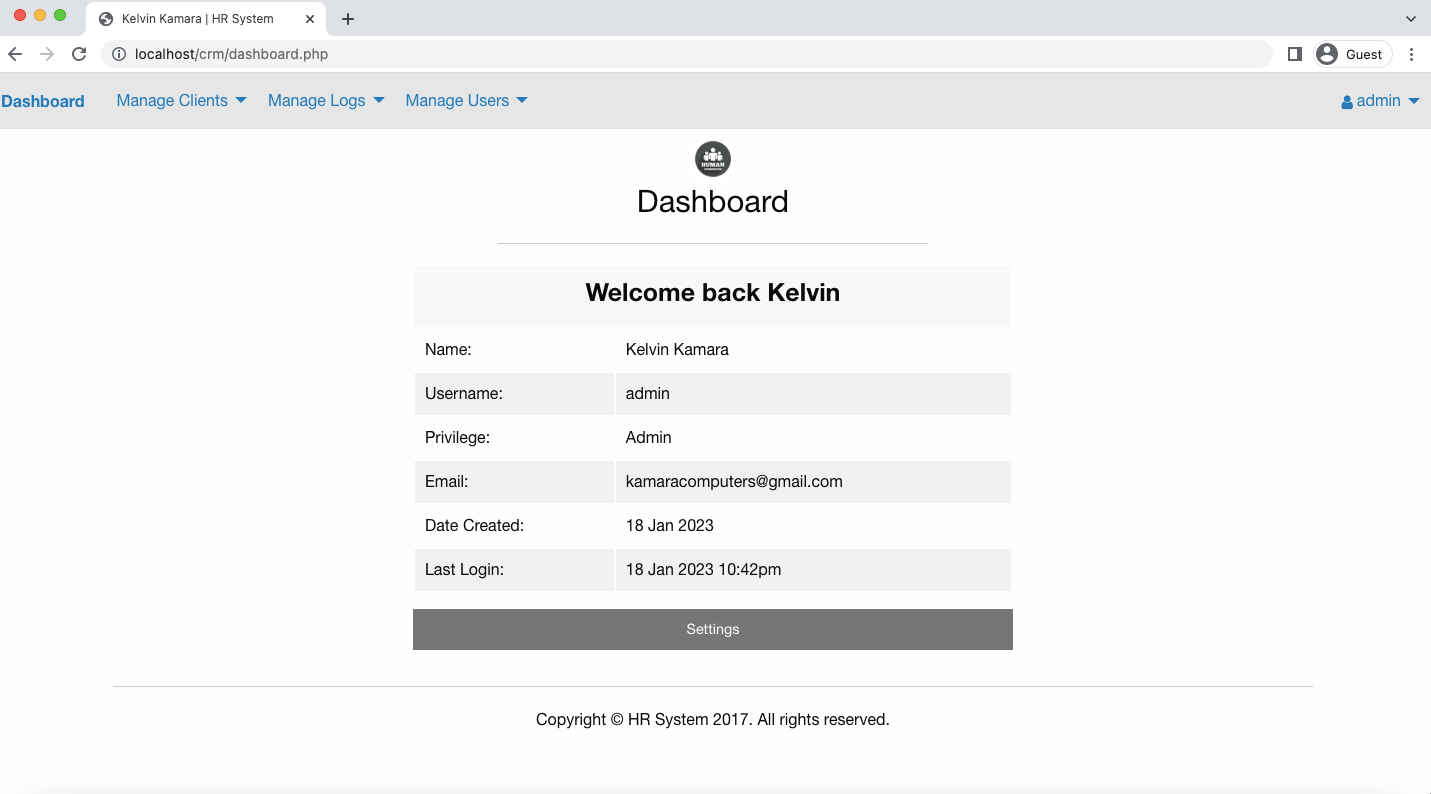 Kelvin Kamara | HR System
localhost/crm/dashboard.php
Guest
Dashboard Manage Clients Manage Logs Manage Users admin
HUMAN
Dashboard
Welcome back Kelvin
Name: Kelvin Kamara
Username: admin
Privilege: Admin
Email: kamaracomputers@gmail.com
Date Created: 18 Jan 2023
Last Login: 18 Jan 2023 10:42pm
Settings
Copyright © HR System 2017. All rights reserved.